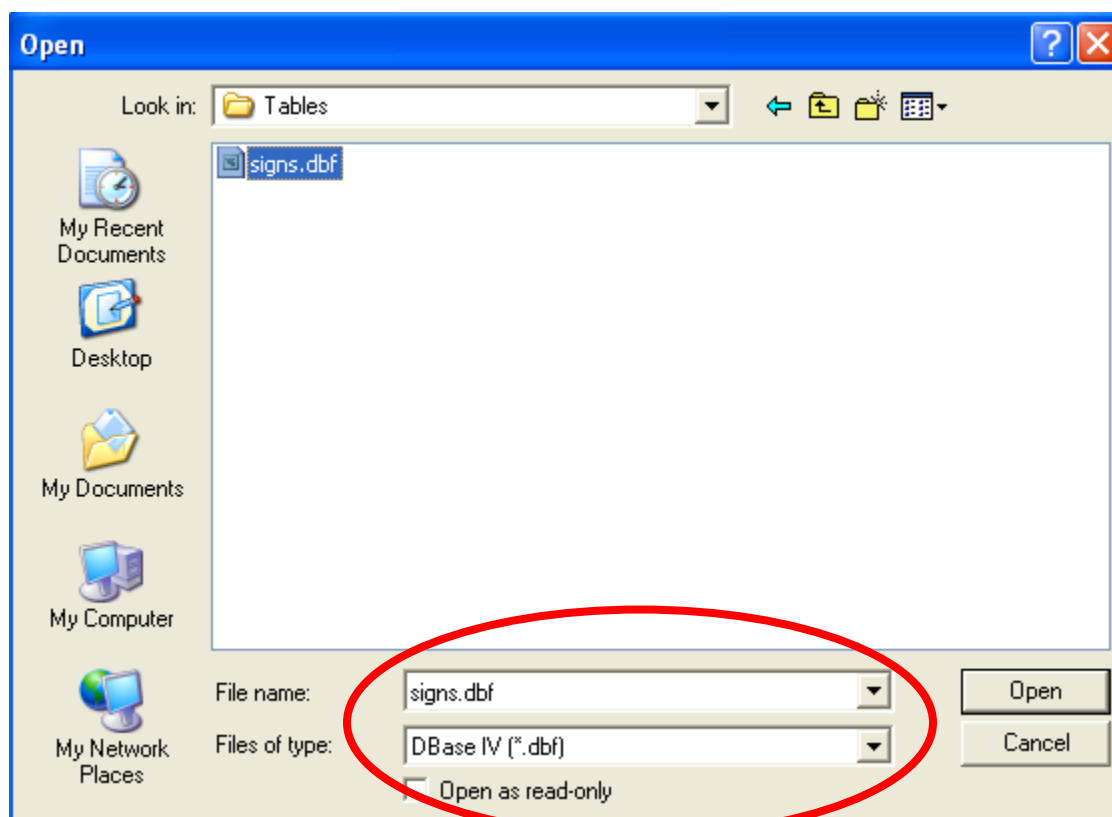 Open
Look in: Tables
signs.dbf
My Recent
Documents
Desktop
My Documents
My Computer
My Network
Places
File name: signs.dbf Open
Files of type: DBase IV (*.dbf) Cancel
Open as read-only